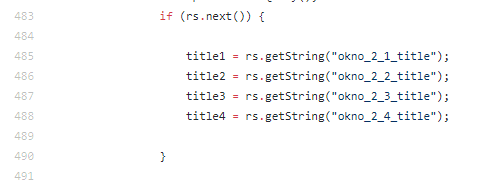 483 if (rs.next()) {
484
485 title1 = rs.getString("okno_2_1_title");
486 title2 = rs.getString("okno_2_2_title");
487 title3 = rs.getString("okno_2_3_title");
488 title4 = rs.getString("okno_2_4_title");
489
490 }
491